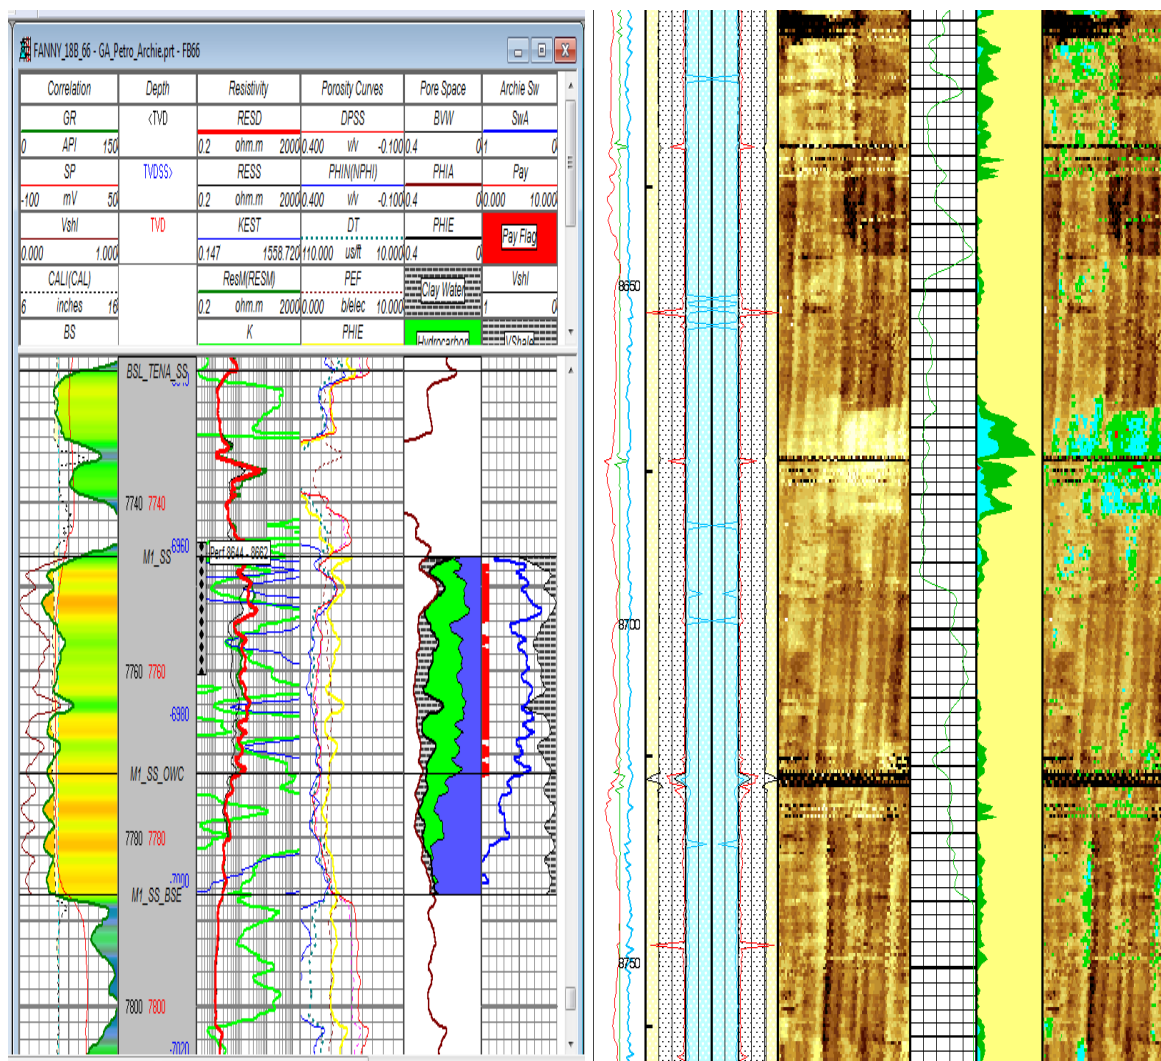 FANNY_18B_66 - GA_Petro_Archie.prt - FB66
Correlation Depth Resistivity Porosity Curves Pore Space Archie Sw
GR <TVD RESD DPSS BVW SwA
0 API 150 0.2 ohm.m 2000 0.400 v/v -0.100 0.4 0 1 0
SP TVDSS> RESS PHIN(NPHI) PHIA Pay
-100 mV 50 0.2 ohm.m 2000 0.400 v/v -0.100 0.4 0 0.000 10.000
Vshl TVD KEST DT PHIE Pay Flag
0.000 1.000 0.147 1558.720 110.000 us/ft 10.000 0.4 0
CALI(CAL) ResM(RESM) PEF Clay Water Vshl
6 inches 16 0.2 ohm.m 2000 0.000 b/elec 10.000 1 0
BS K PHIE Hydrocarbon VShale
BSL_TENA_SS
7740 7740
-6960
Perf 8644 - 8662
M1_SS
7760 7760
-6980
M1_SS_OWC
7780 7780
-7000
M1_SS_BSE
7800 7800
-7020
8650
8700
8750